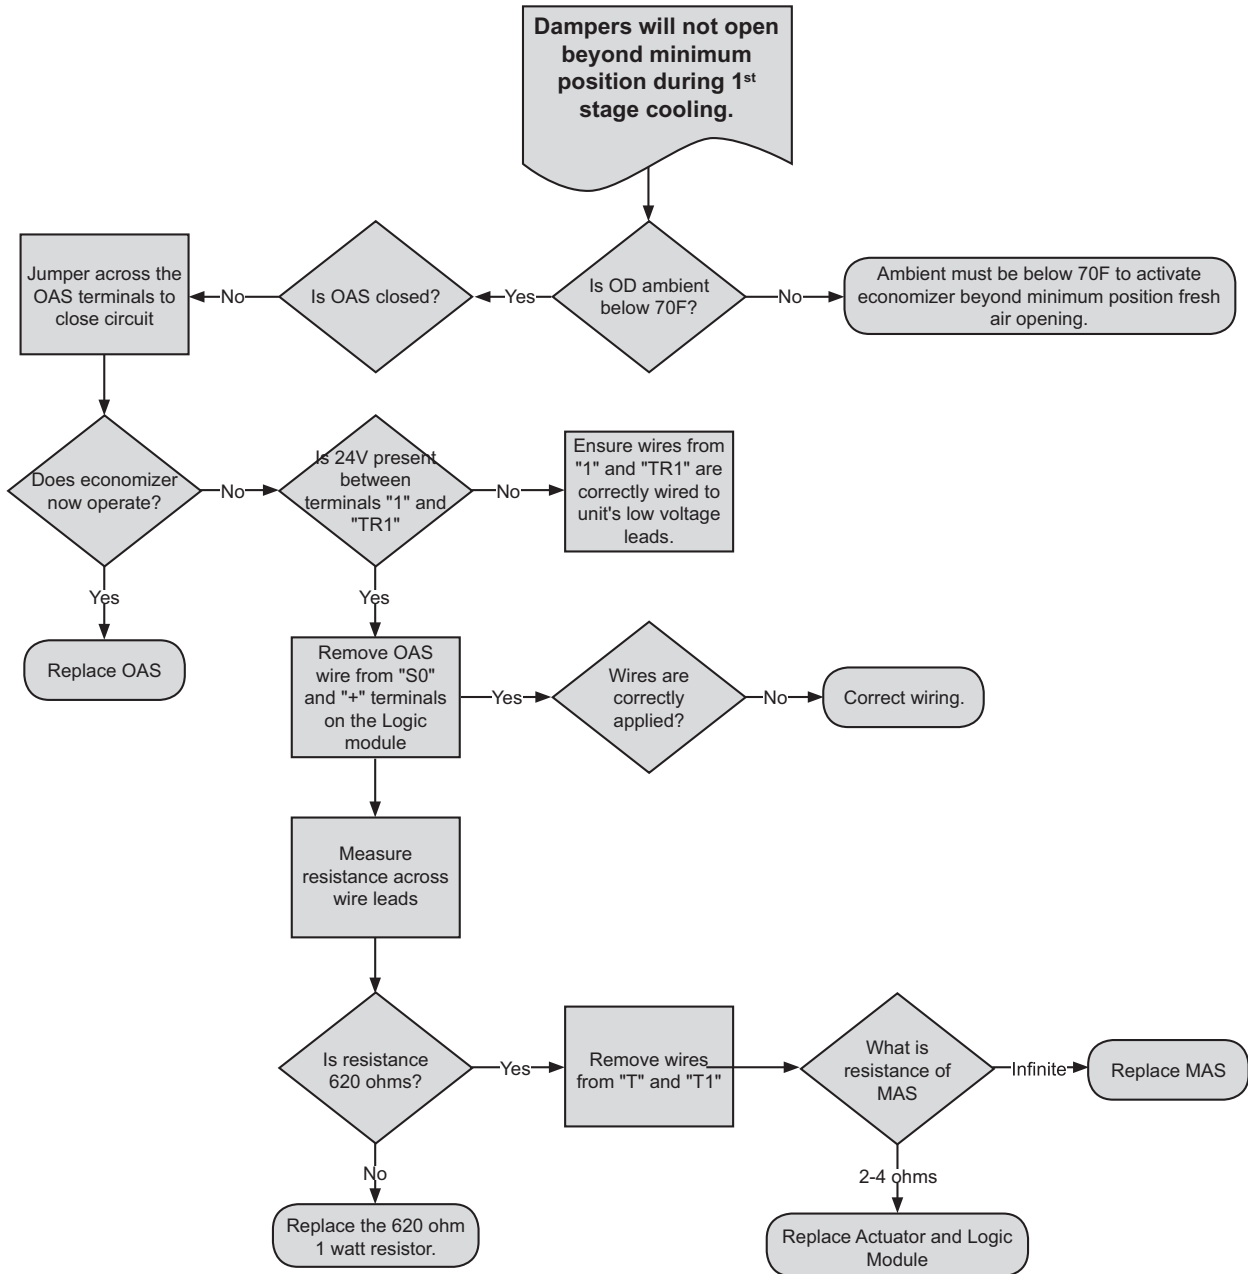 Dampers will not open
beyond minimum
position during 1st
stage cooling.
Jumper across the
OAS terminals to
close circuit
No
Is OAS closed?
Yes
Is OD ambient
below 70F?
No
Ambient must be below 70F to activate
economizer beyond minimum position fresh
air opening.
Does economizer
now operate?
No
Is 24V present
between
terminals "1" and
"TR1"
No
Ensure wires from
"1" and "TR1" are
correctly wired to
unit's low voltage
leads.
Yes
Yes
Replace OAS
Remove OAS
wire from "S0"
and "+" terminals
on the Logic
module
Yes
Wires are
correctly
applied?
No
Correct wiring.
Measure
resistance across
wire leads
Is resistance
620 ohms?
Yes
Remove wires
from "T" and "T1"
What is
resistance of
MAS
Infinite
Replace MAS
No
2-4 ohms
Replace the 620 ohm
1 watt resistor.
Replace Actuator and Logic
Module